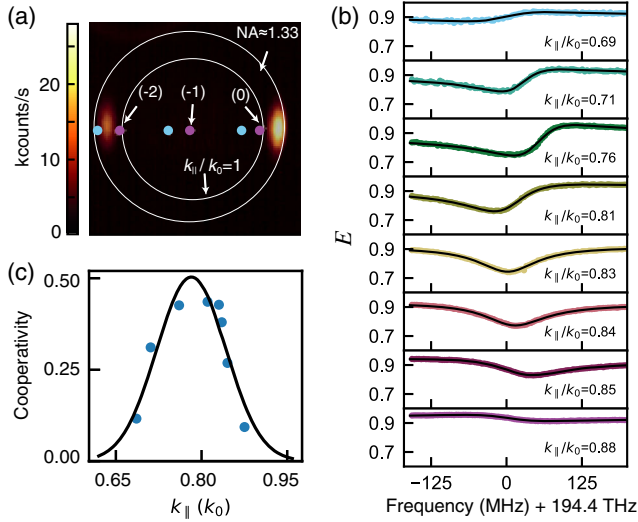 (a)
kcounts/s
20
10
0
NA≈1.33
(-2)
(-1)
(0)
k∥/k0=1
(b)
0.9
0.7
k∥/k0=0.69
0.9
0.7
k∥/k0=0.71
0.9
0.7
k∥/k0=0.76
0.9
0.7
k∥/k0=0.81
0.9
0.7
k∥/k0=0.83
0.9
0.7
k∥/k0=0.84
0.9
0.7
k∥/k0=0.85
0.9
0.7
k∥/k0=0.88
E
−125
0
125
Frequency (MHz) + 194.4 THz
(c)
Cooperativity
0.50
0.25
0.00
0.65
0.80
0.95
k∥ (k0)